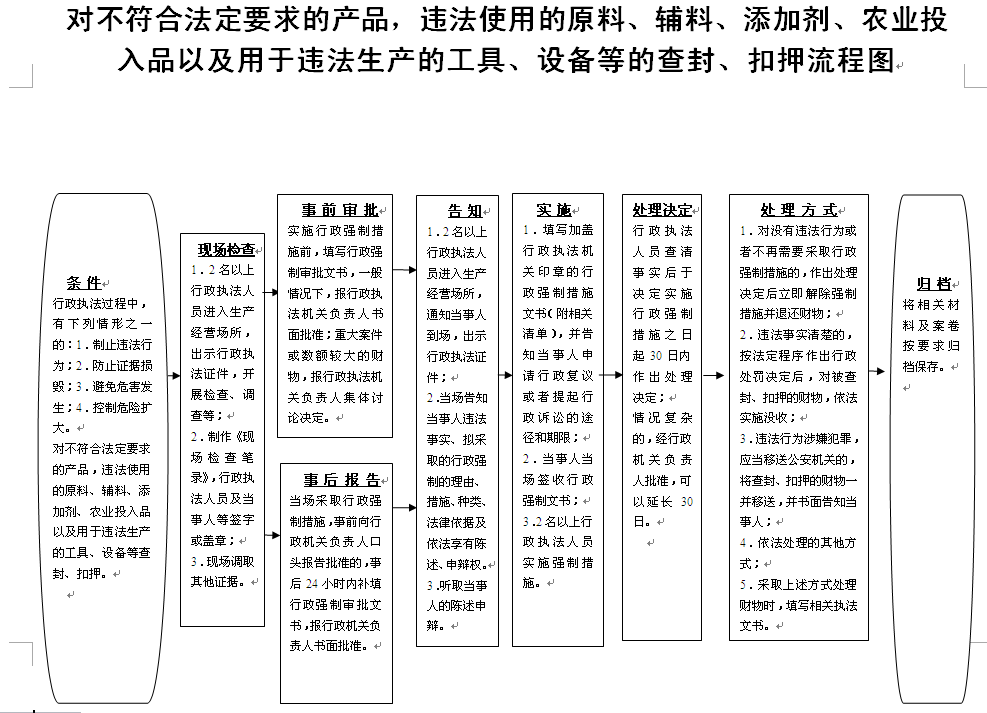 对不符合法定要求的产品，违法使用的原料、辅料、添加剂、农业投
入品以及用于违法生产的工具、设备等的查封、扣押流程图
条 件
行政执法过程中，
有下列情形之一
的：1．制止违法行
为；2．防止证据损
毁；3．避免危害发
生；4．控制危险扩
大。
对不符合法定要求
的产品，违法使用
的原料、辅料、添
加剂、农业投入品
以及用于违法生产
的工具、设备等查
封、扣押。
现场检查
1．2名以上
行政执法人
员进入生产
经营场所，
出示行政执
法证件，开
展检查、调
查等；
2．制作《现
场检查笔
录》，行政执
法人员及当
事人等签字
或盖章；
3．现场调取
其他证据。
事 前 审 批
实施行政强制措
施前，填写行政强
制审批文书，一般
情况下，报行政执
法机关负责人书
面批准；重大案件
或数额较大的财
物，报行政执法机
关负责人集体讨
论决定。
事 后 报 告
当场采取行政强
制措施，事前向行
政机关负责人口
头报告批准的，事
后24小时内补填
行政强制审批文
书，报行政机关负
责人书面批准。
告 知
1．2名以上
行政执法人
员进入生产
经营场所，
通知当事人
到场，出示
行政执法证
件；
2.当场告知
当事人违法
事实、拟采
取的行政强
制的理由、
措施、种类、
法律依据及
依法享有陈
述、申辩权。
3.听取当事
人的陈述申
辩。
实 施
1．填写加盖
行政执法机
关印章的行
政强制措施
文书（附相关
清单），并告
知当事人申
请行政复议
或者提起行
政诉讼的途
径和期限；
2．当事人当
场签收行政
强制文书；
3.2名以上行
政执法人员
实施强制措
施。
处理决定
行政执法
人员查清
事实后于
决定实施
行政强制
措施之日
起30日内
作出处理
决定；
情况复杂
的，经行政
机关负责
人批准，可
以延长30
日。
处 理 方 式
1．对没有违法行为或
者不再需要采取行政
强制措施的，作出处理
决定后立即解除强制
措施并退还财物；
2．违法事实清楚的，
按法定程序作出行政
处罚决定后，对被查
封、扣押的财物，依法
实施没收；
3．违法行为涉嫌犯罪，
应当移送公安机关的，
将查封、扣押的财物一
并移送，并书面告知当
事人；
4．依法处理的其他方
式；
5．采取上述方式处理
财物时，填写相关执法
文书。
归 档
将相关材
料及案卷
按要求归
档保存。